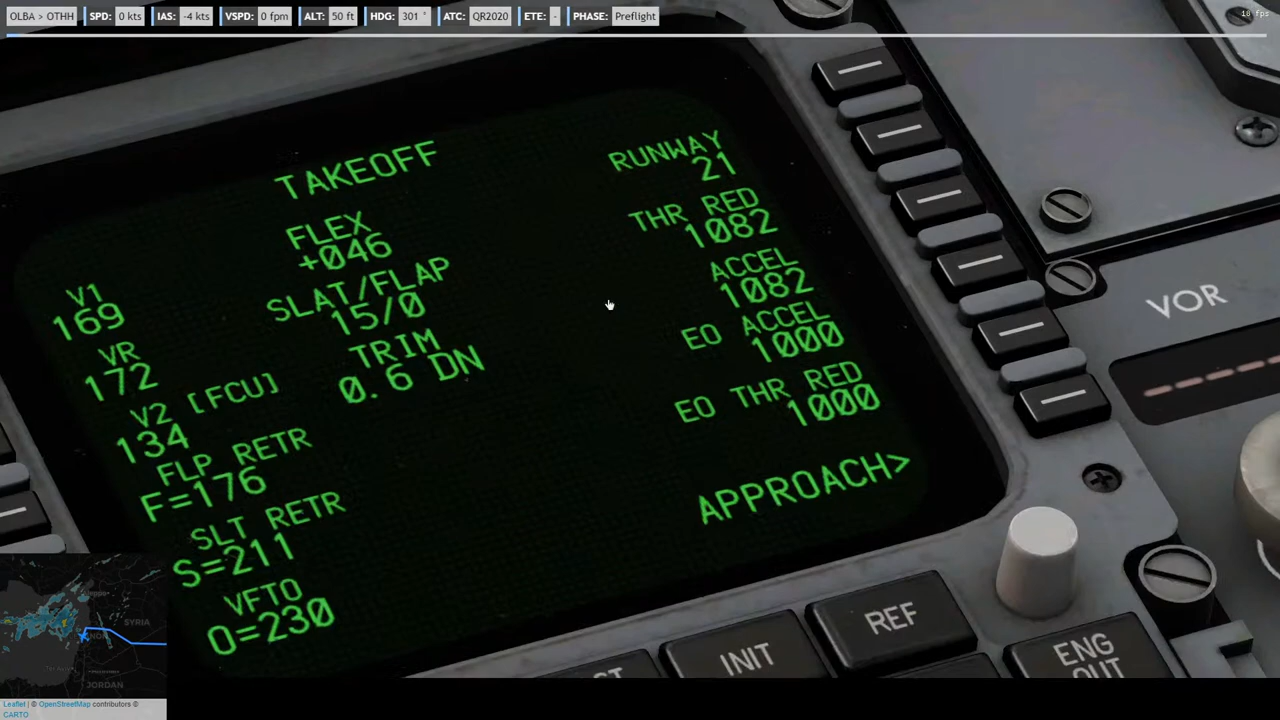 OLBA > OTHH SPD: 0 kts IAS: -4 kts VSPD: 0 fpm ALT: 50 ft HDG: 301 ° ATC: QR2020 ETE: - PHASE: Preflight
18 fps
TAKEOFF
RUNWAY
21
FLEX
+046
THR RED
1082
V1
169
SLAT/FLAP
15/0
ACCEL
1082
VR
172
TRIM
0.6 DN
EO ACCEL
1000
V2 [FCU]
134
EO THR RED
1000
FLP RETR
F=176
SLT RETR
S=211
APPROACH>
VFTO
O=230
VOR
INIT
REF
ENG
OUT
SYRIA
JORDAN
Leaflet | © OpenStreetMap contributors ©
CARTO